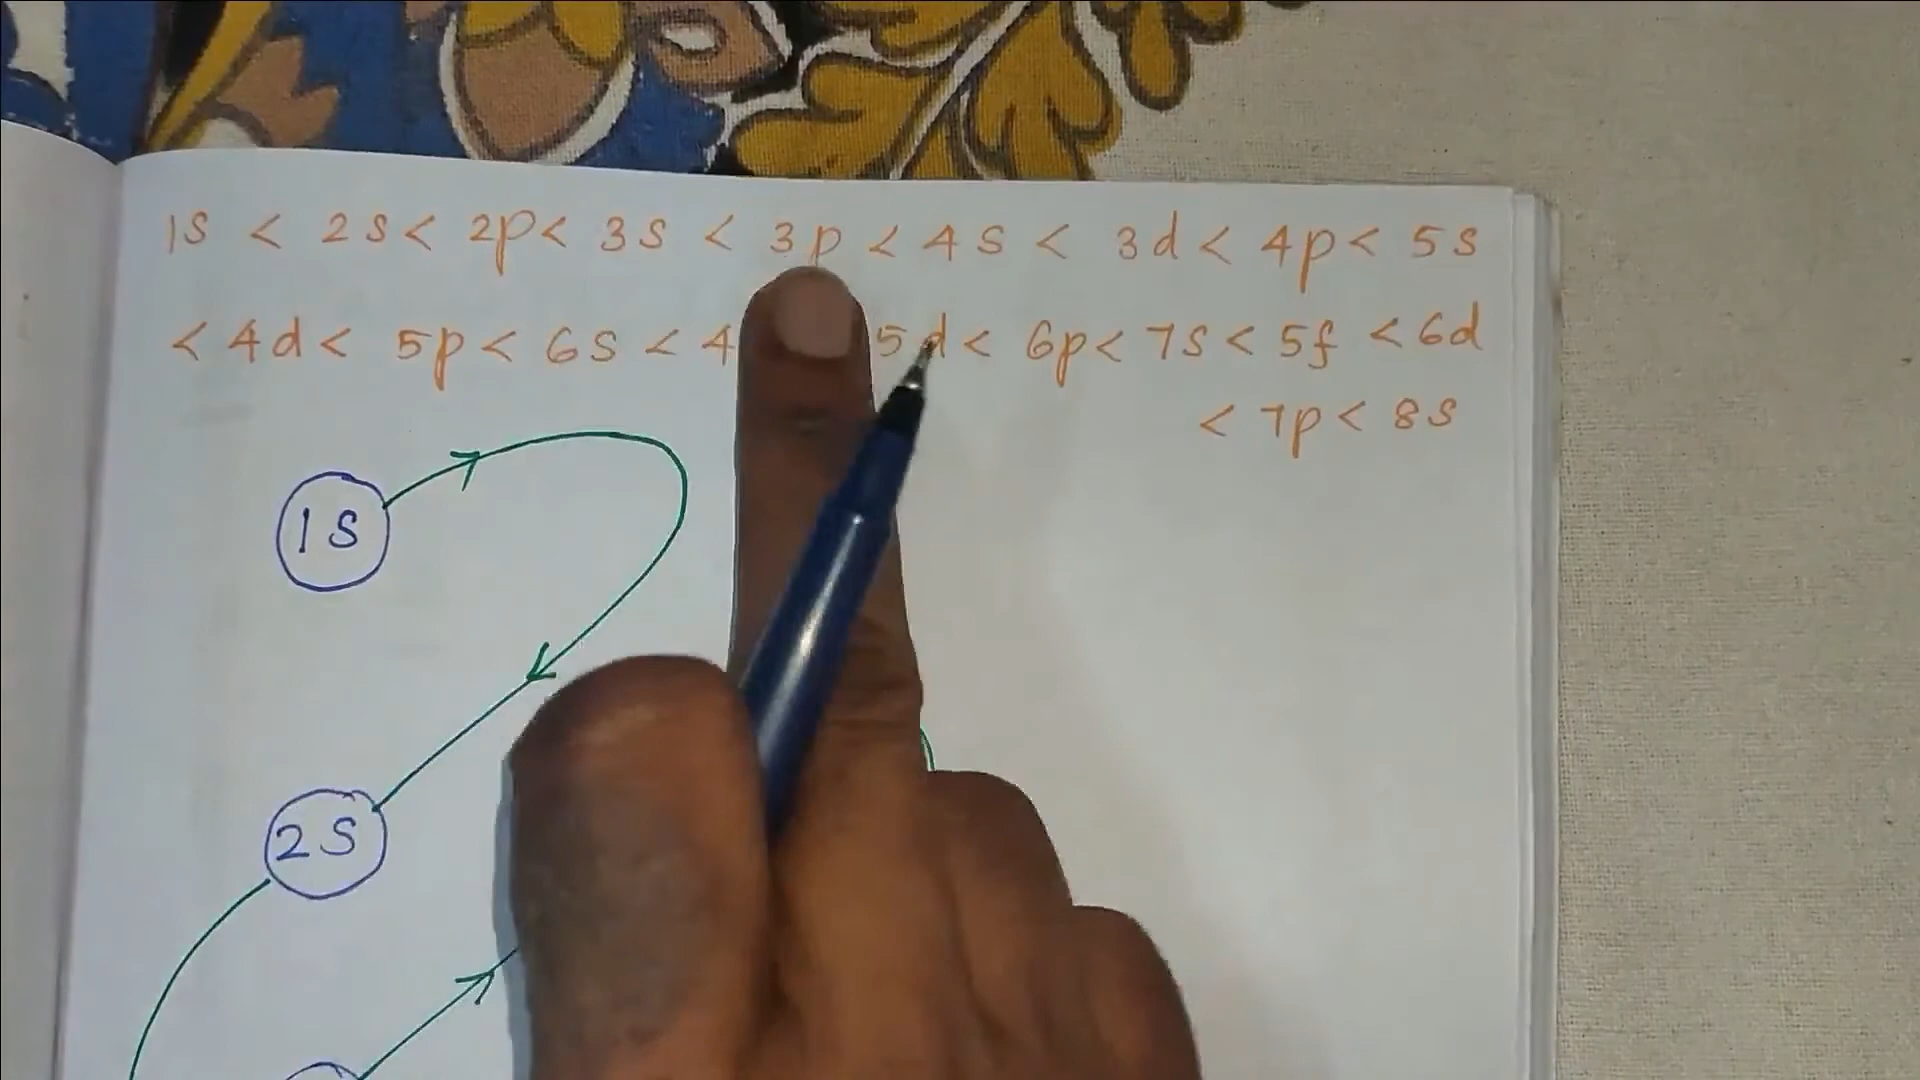 1s < 2s < 2p < 3s < 3p < 4s < 3d < 4p < 5s
< 4d < 5p < 6s < 4 5d < 6p < 7s < 5f < 6d
< 7p < 8s
1S
2S